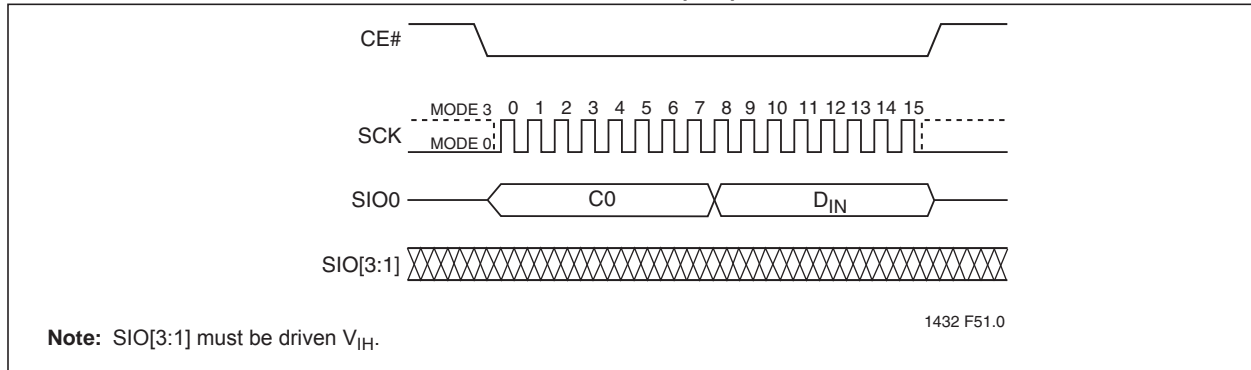 CE#
MODE 3 0 1 2 3 4 5 6 7 8 9 10 11 12 13 14 15
SCK
MODE 0
SIO0 C0 DIN
SIO[3:1]
1432 F51.0
Note: SIO[3:1] must be driven VIH.